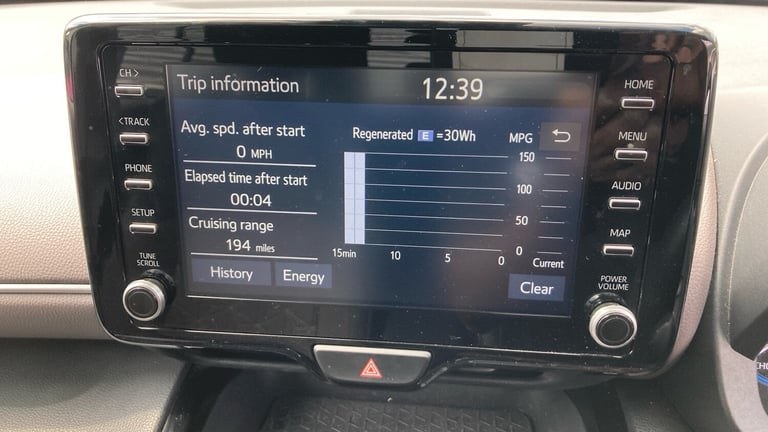 CH >
<TRACK
PHONE
SETUP
TUNE
SCROLL
Trip information
12:39
Avg. spd. after start
0 MPH
Elapsed time after start
00:04
Cruising range
194 miles
History
Energy
Regenerated E =30Wh
MPG
150
100
50
0
15min 10 5 0
Current
Clear
HOME
MENU
AUDIO
MAP
POWER
VOLUME